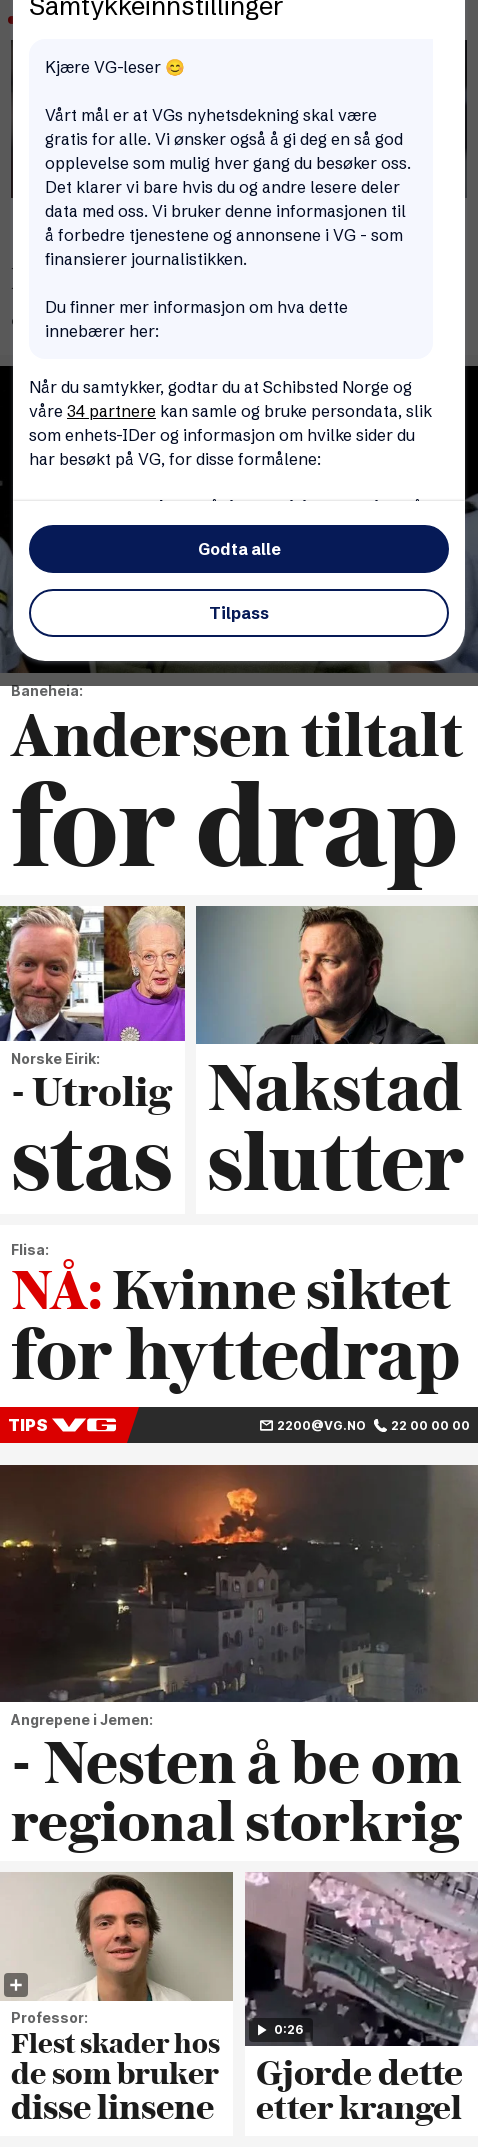 Samtykkeinnstillinger
Kjære VG-leser 😊
Vårt mål er at VGs nyhetsdekning skal være
gratis for alle. Vi ønsker også å gi deg en så god
opplevelse som mulig hver gang du besøker oss.
Det klarer vi bare hvis du og andre lesere deler
data med oss. Vi bruker denne informasjonen til
å forbedre tjenestene og annonsene i VG - som
finansierer journalistikken.
Du finner mer informasjon om hva dette
innebærer her:
Når du samtykker, godtar du at Schibsted Norge og
våre 34 partnere kan samle og bruke persondata, slik
som enhets-IDer og informasjon om hvilke sider du
har besøkt på VG, for disse formålene:
Godta alle
Tilpass
Baneheia:
Andersen tiltalt
for drap
Norske Eirik:
- Utrolig
stas
Nakstad
slutter
Flisa:
NÅ: Kvinne siktet
for hyttedrap
TIPS VG 2200@VG.NO 22 00 00 00
Angrepene i Jemen:
- Nesten å be om
regional storkrig
Professor:
Flest skader hos
de som bruker
disse linsene
0:26
Gjorde dette
etter krangel